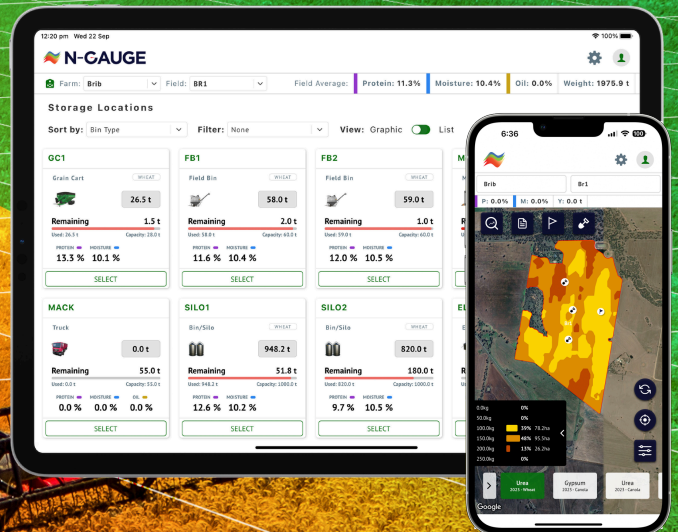 12:20 pm Wed 22 Sep
100%
N-GAUGE
Farm: Brib Field: BR1 Field Average: Protein: 11.3% Moisture: 10.4% Oil: 0.0% Weight: 1975.9 t
Storage Locations
Sort by: Bin Type Filter: None View: Graphic List
GC1
Grain Cart WHEAT
26.5 t
Remaining 1.5 t
Used: 26.5 t Capacity: 28.0 t
PROTEIN MOISTURE
13.3 % 10.1 %
SELECT
FB1
Field Bin WHEAT
58.0 t
Remaining 2.0 t
Used: 58.0 t Capacity: 60.0 t
PROTEIN MOISTURE
11.6 % 10.4 %
SELECT
FB2
Field Bin WHEAT
59.0 t
Remaining 1.0 t
Used: 59.0 t Capacity: 60.0 t
PROTEIN MOISTURE
12.0 % 10.5 %
SELECT
MACK
Truck
0.0 t
Remaining 55.0 t
Used: 0.0 t Capacity: 55.0 t
PROTEIN MOISTURE OIL
0.0 % 0.0 % 0.0 %
SELECT
SILO1
Bin/Silo WHEAT
948.2 t
Remaining 51.8 t
Used: 948.2 t Capacity: 1000.0 t
PROTEIN MOISTURE
12.6 % 10.2 %
SELECT
SILO2
Bin/Silo WHEAT
820.0 t
Remaining 180.0 t
Used: 820.0 t Capacity: 1000.0 t
PROTEIN MOISTURE
9.7 % 10.5 %
SELECT
6:36
100
Brib Br1
P: 0.0% M: 0.0% Y: 0.0 t
0.0kg 0%
50.0kg 0%
100.0kg 39% 78.2ha
150.0kg 48% 95.5ha
200.0kg 13% 26.2ha
250.0kg 0%
Urea
2023 - Wheat
Gypsum
2023 - Canola
Urea
2023 - Canola
Google